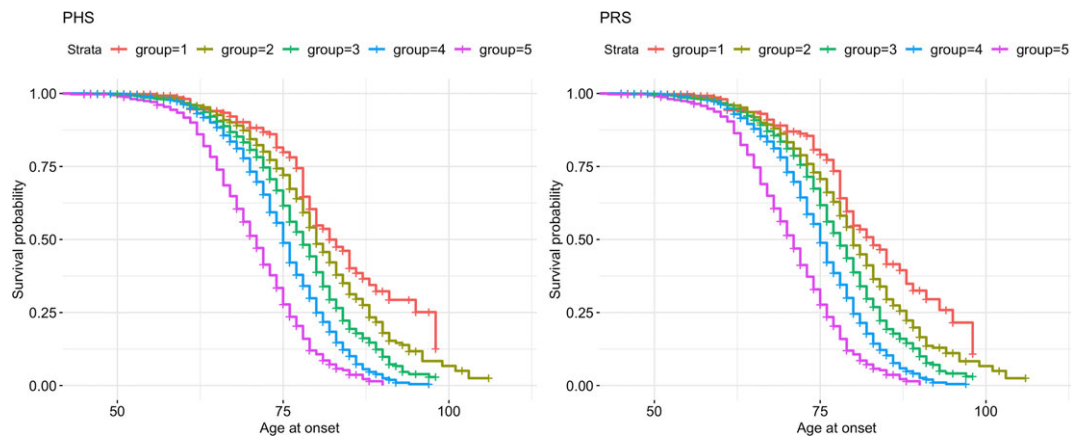 PHS
Strata group=1 group=2 group=3 group=4 group=5
1.00
0.75
0.50
0.25
0.00
Survival probability
50 75 100
Age at onset
PRS
Strata group=1 group=2 group=3 group=4 group=5
1.00
0.75
0.50
0.25
0.00
Survival probability
50 75 100
Age at onset